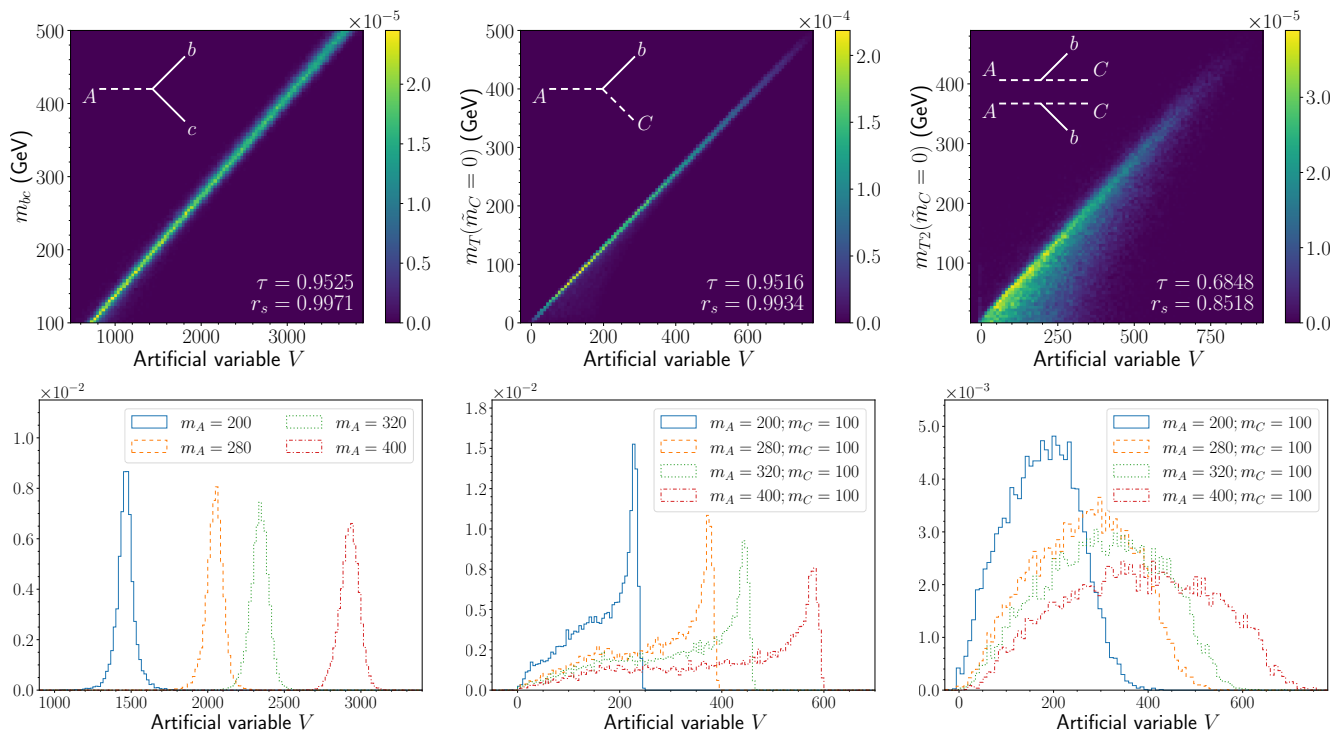 ×10⁻⁵
500
400
300
200
100
m_{bc} (GeV)
A
b
c
τ = 0.9525
r_s = 0.9971
1000
2000
3000
Artificial variable V
2.0
1.5
1.0
0.5
0.0
×10⁻⁴
500
400
300
200
100
0
m_T(m̃_C = 0) (GeV)
A
b
C
τ = 0.9516
r_s = 0.9934
0
200
400
600
Artificial variable V
2.0
1.5
1.0
0.5
0.0
×10⁻⁵
400
300
200
100
m_{T2}(m̃_C = 0) (GeV)
A
b
C
A
C
b
τ = 0.6848
r_s = 0.8518
0
250
500
750
Artificial variable V
3.0
2.0
1.0
0.0
×10⁻²
1.0
0.8
0.6
0.4
0.2
0.0
m_A = 200
m_A = 280
m_A = 320
m_A = 400
1000
1500
2000
2500
3000
Artificial variable V
×10⁻²
1.8
1.5
1.2
1.0
0.8
0.5
0.2
0.0
m_A = 200; m_C = 100
m_A = 280; m_C = 100
m_A = 320; m_C = 100
m_A = 400; m_C = 100
0
200
400
600
Artificial variable V
×10⁻³
5.0
4.0
3.0
2.0
1.0
0.0
m_A = 200; m_C = 100
m_A = 280; m_C = 100
m_A = 320; m_C = 100
m_A = 400; m_C = 100
0
200
400
600
Artificial variable V